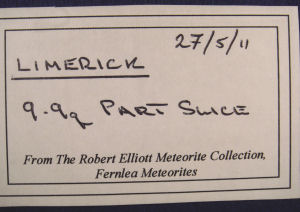 27/5/11
LIMERICK
9.9g PART SLICE
From The Robert Elliott Meteorite Collection,
Fernlea Meteorites